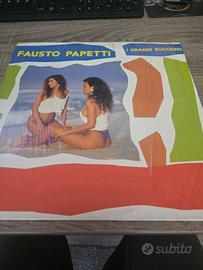 FAUSTO PAPETTI
I GRANDI SUCCESSI
subito